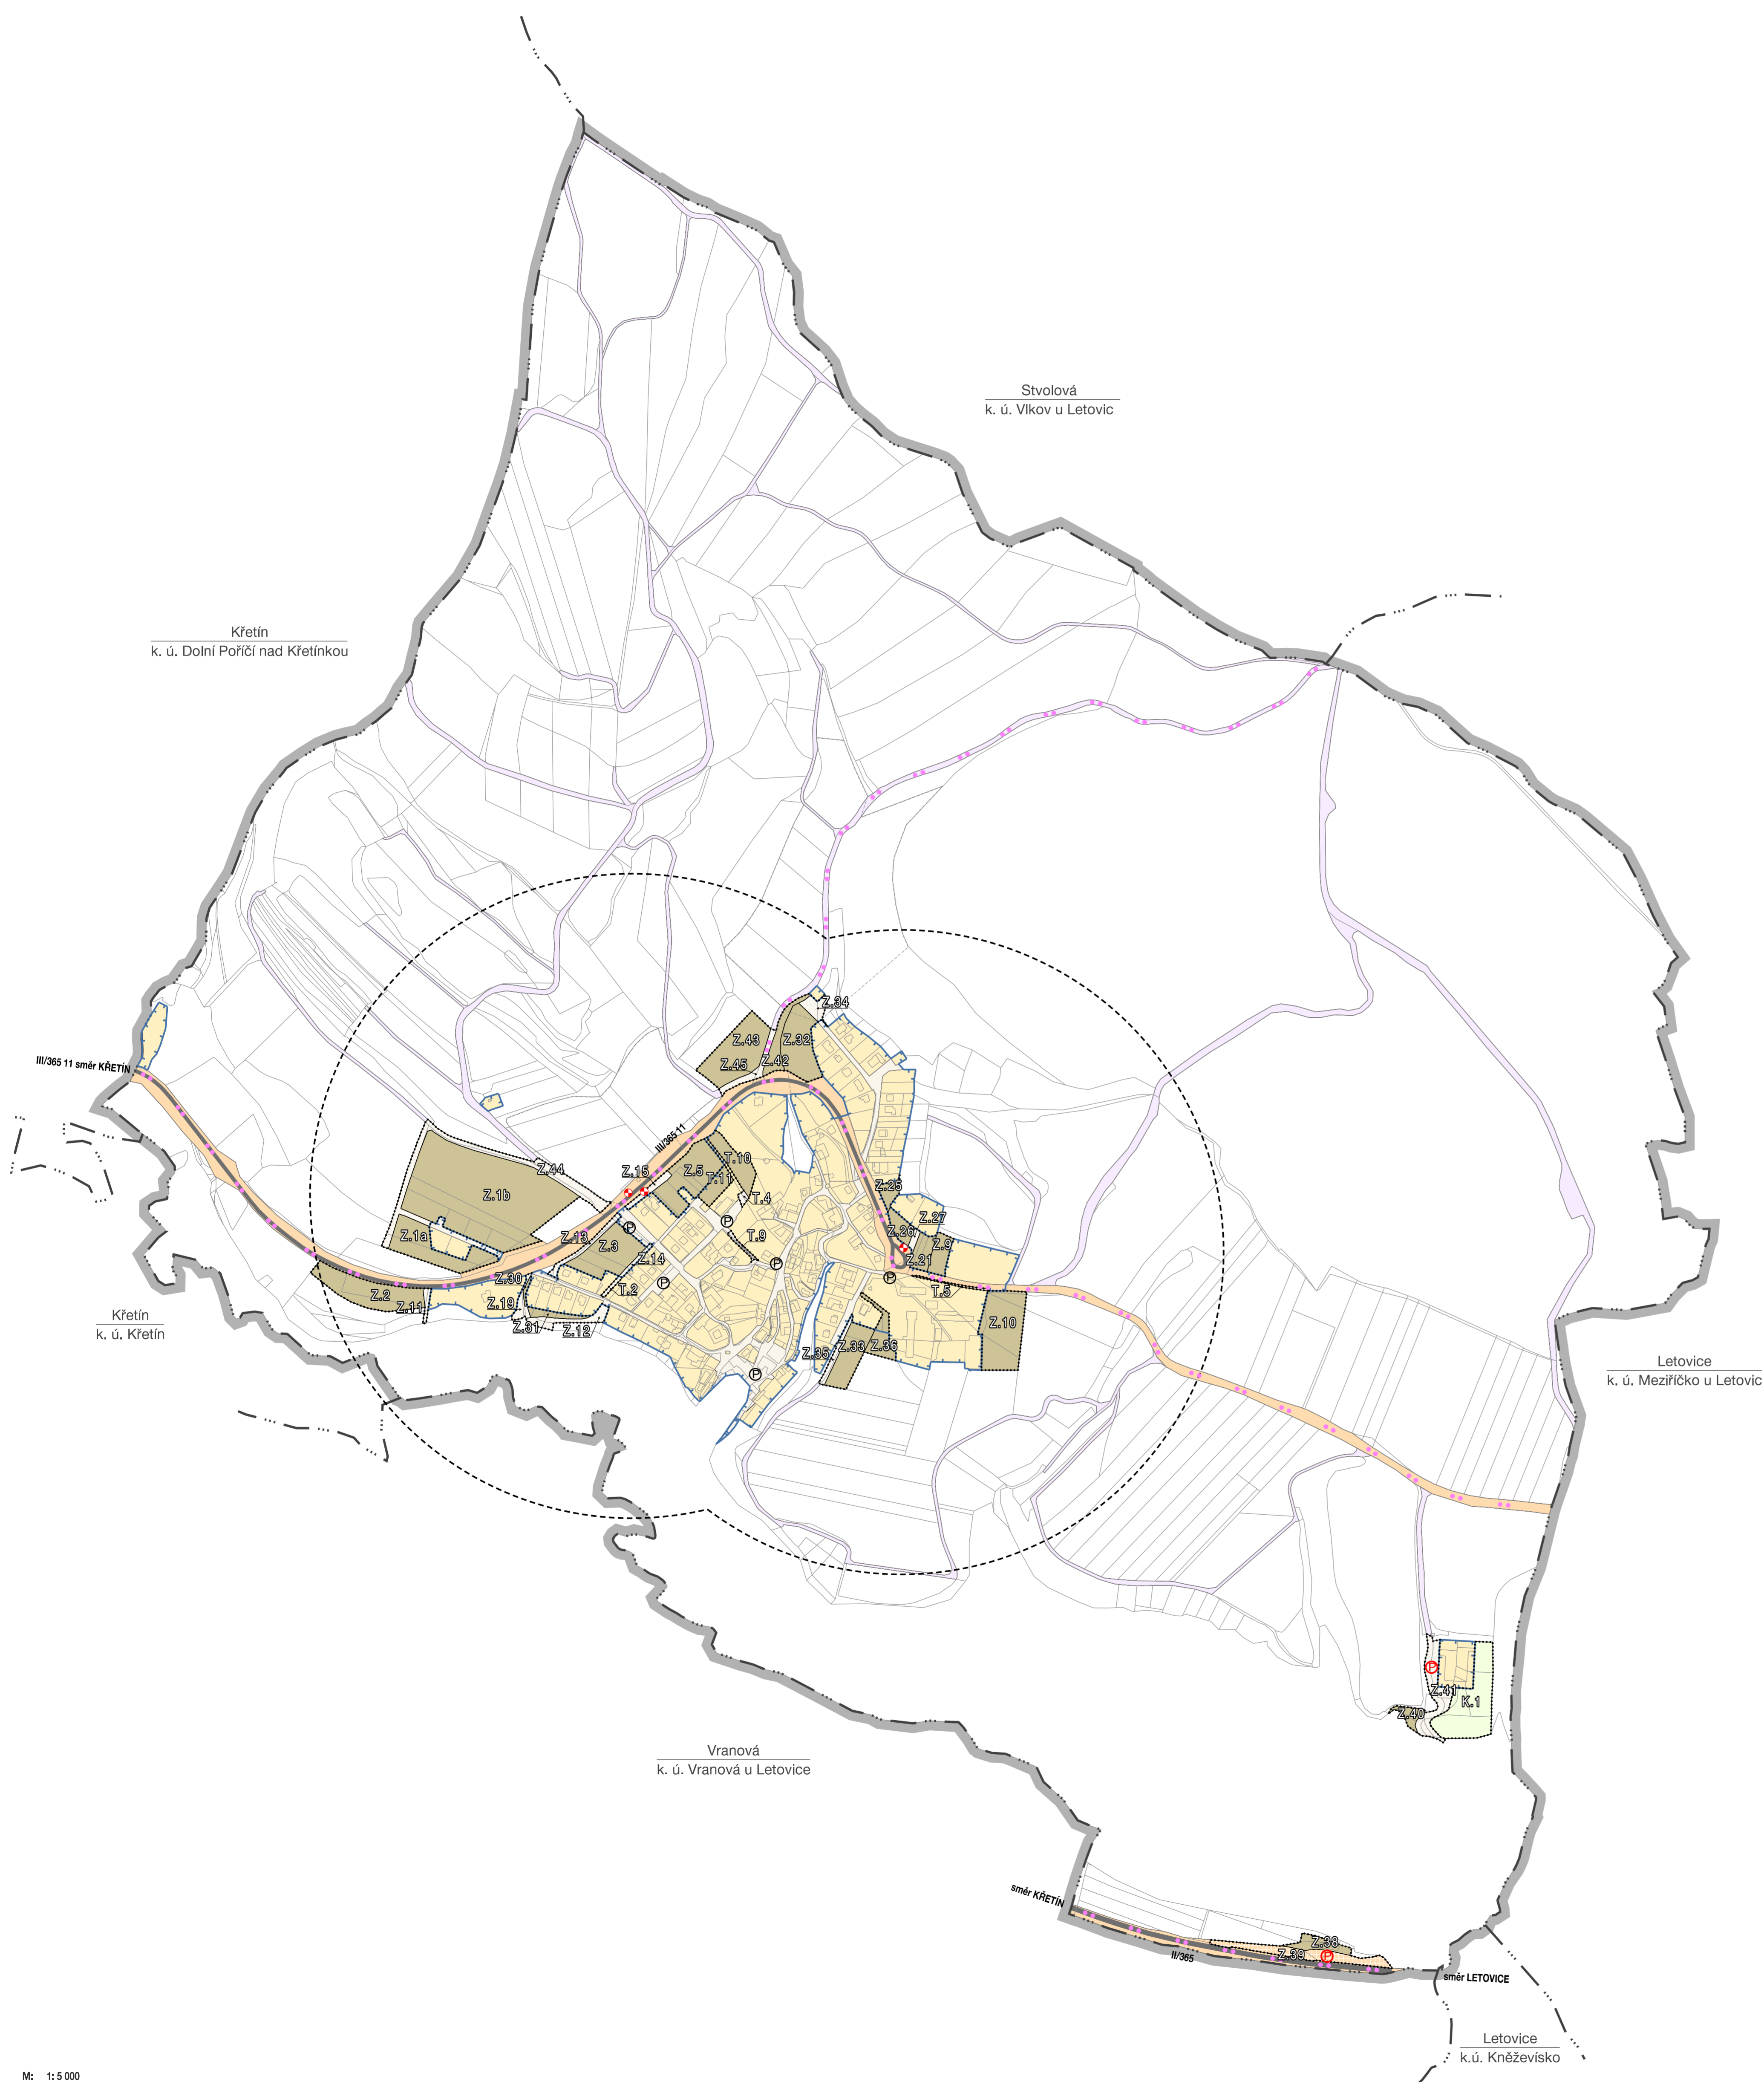 Stvolová
k. ú. Vlkov u Letovic
Křetín
k. ú. Dolní Poříčí nad Křetínkou
Z.34
Z.43
Z.32
Z.45
Z.42
III/365 11 směr KŘETÍN
III/365 11
Z.44
Z.15
Z.5
T.10
T.11
Z.1b
T.4
Z.25
Z.27
Z.26
Z.1a
Z.13
Z.3
Z.14
T.9
Z.9
Z.21
P
P
P
P
P
P
Z.30
T.2
T.5
Z.2
Z.11
Z.19
Z.31
Z.12
Z.10
Z.35
Z.33
Z.36
Křetín
k. ú. Křetín
Letovice
k. ú. Meziříčko u Letovic
P
Z.41
K.1
Z.40
Vranová
k. ú. Vranová u Letovice
směr KŘETÍN
Z.38
Z.39
P
II/365
směr LETOVICE
Letovice
k.ú. Kněževísko
M: 1: 5 000